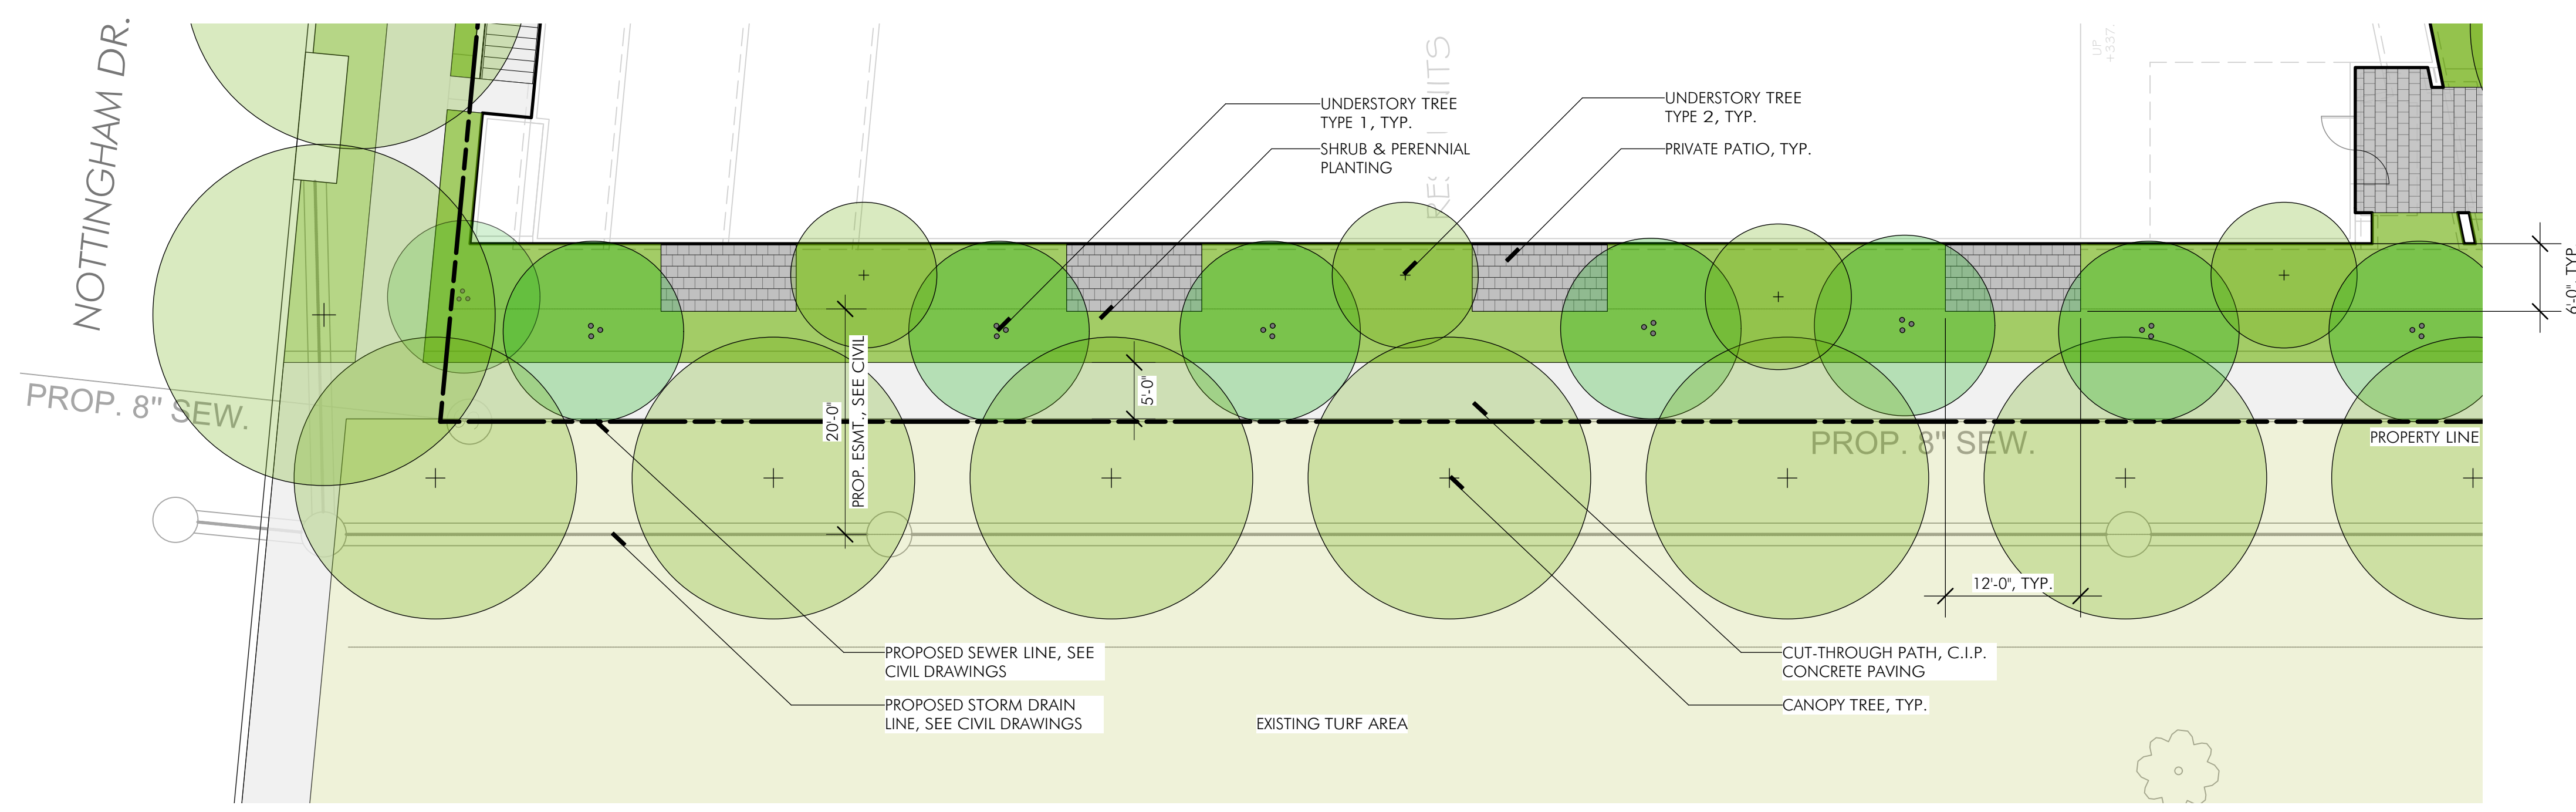 NOTTINGHAM DR.
UP
+337.
UNDERSTORY TREE
TYPE 1, TYP.
SHRUB & PERENNIAL
PLANTING
UNDERSTORY TREE
TYPE 2, TYP.
PRIVATE PATIO, TYP.
6'-0", TYP.
PROP. 8" SEW.
20'-0"
PROP. ESMT., SEE CIVIL
5'-0"
PROP. 8" SEW.
PROPERTY LINE
12'-0", TYP.
PROPOSED SEWER LINE, SEE
CIVIL DRAWINGS
PROPOSED STORM DRAIN
LINE, SEE CIVIL DRAWINGS
EXISTING TURF AREA
CUT-THROUGH PATH, C.I.P.
CONCRETE PAVING
CANOPY TREE, TYP.